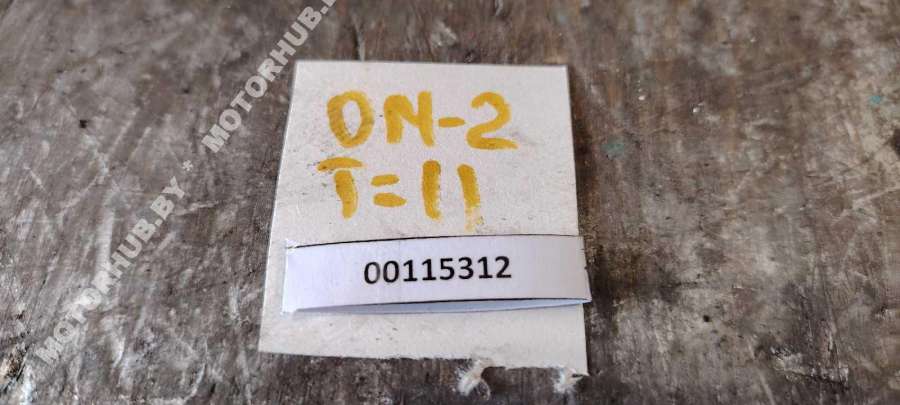 ON-2
T=11
00115312
MOTORHUB.BY * MOTORHUB.BY